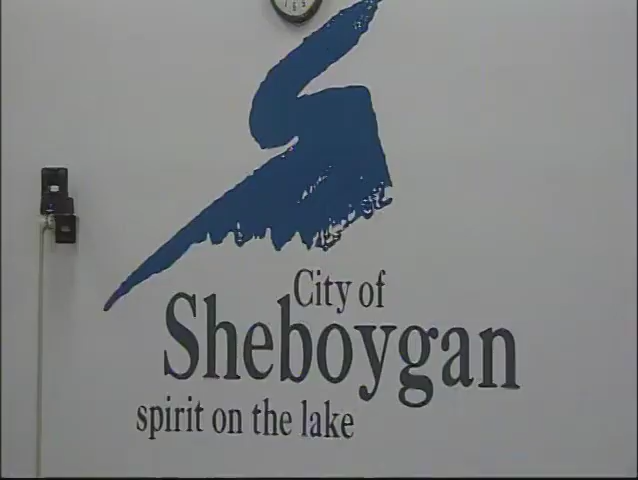 City of
Sheboygan
spirit on the lake